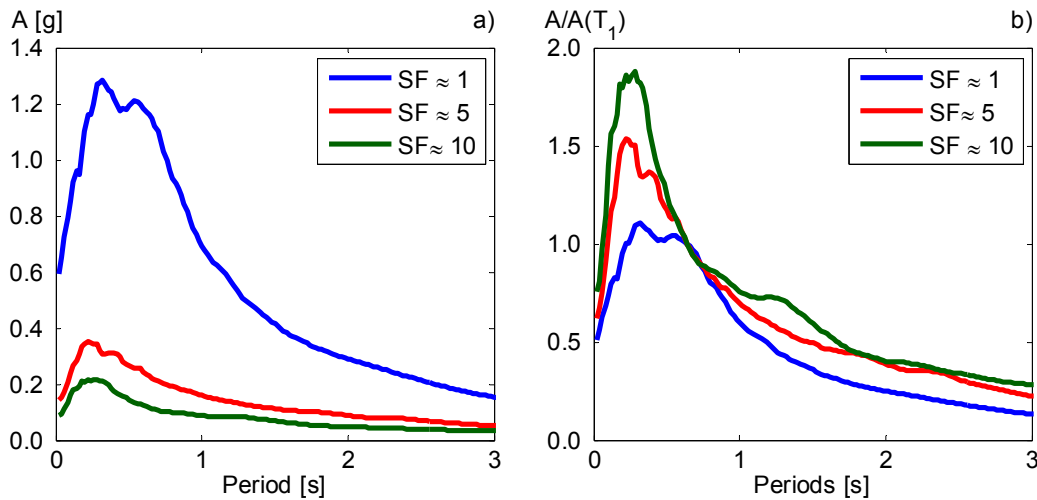 A [g]
a)
1.4
1.2
1.0
0.8
0.6
0.4
0.2
0.0
0
1
2
3
Period [s]
SF ≈ 1
SF ≈ 5
SF≈ 10
A/A(T1)
b)
2.0
1.5
1.0
0.5
0.0
0
1
2
3
Periods [s]
SF ≈ 1
SF ≈ 5
SF≈ 10